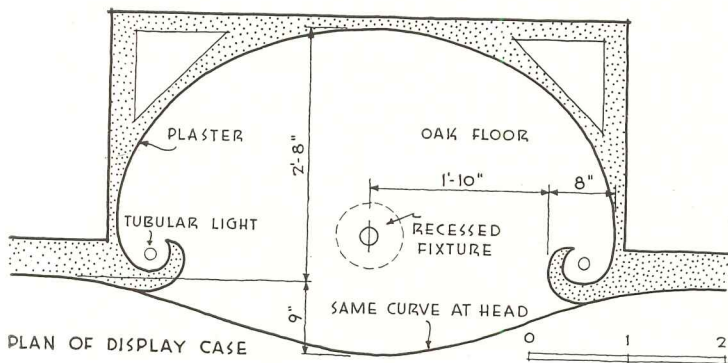 PLASTER
OAK FLOOR
2'-8"
1'-10"
8"
TUBULAR LIGHT
RECESSED
FIXTURE
9"
SAME CURVE AT HEAD
PLAN OF DISPLAY CASE
0 1 2